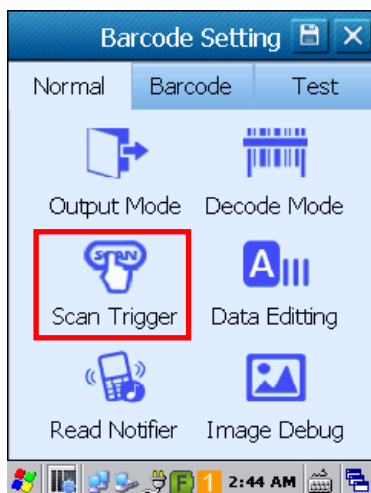 Barcode Setting
Normal Barcode Test
Output Mode Decode Mode
SCAN
A
Scan Trigger Data Editting
Read Notifier Image Debug
F 1 2:44 AM